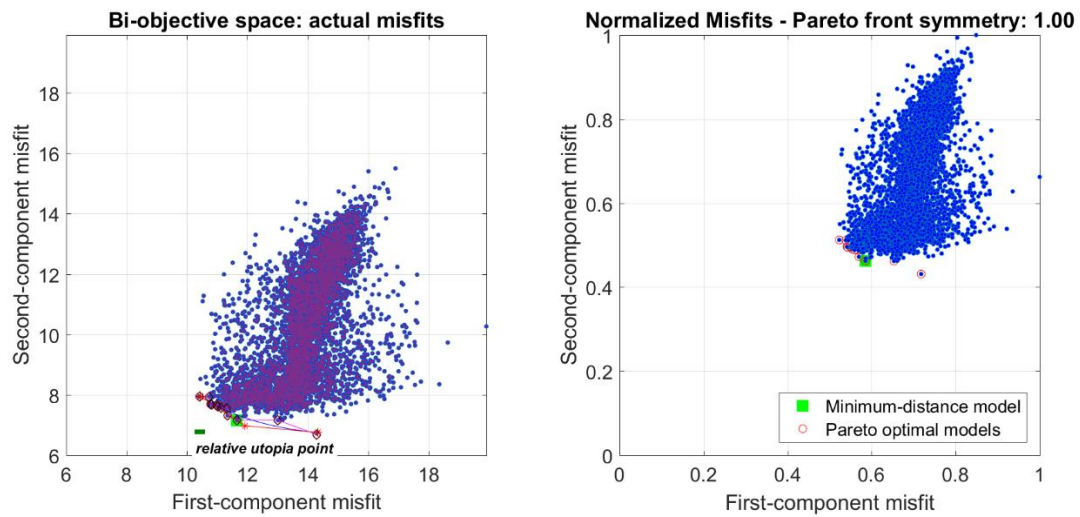 Bi-objective space: actual misfits
18
16
14
12
10
8
6
6
8
10
12
14
16
18
Second-component misfit
First-component misfit
relative utopia point
Normalized Misfits - Pareto front symmetry: 1.00
1
0.8
0.6
0.4
0.2
0
0
0.2
0.4
0.6
0.8
1
Second-component misfit
First-component misfit
Minimum-distance model
Pareto optimal models